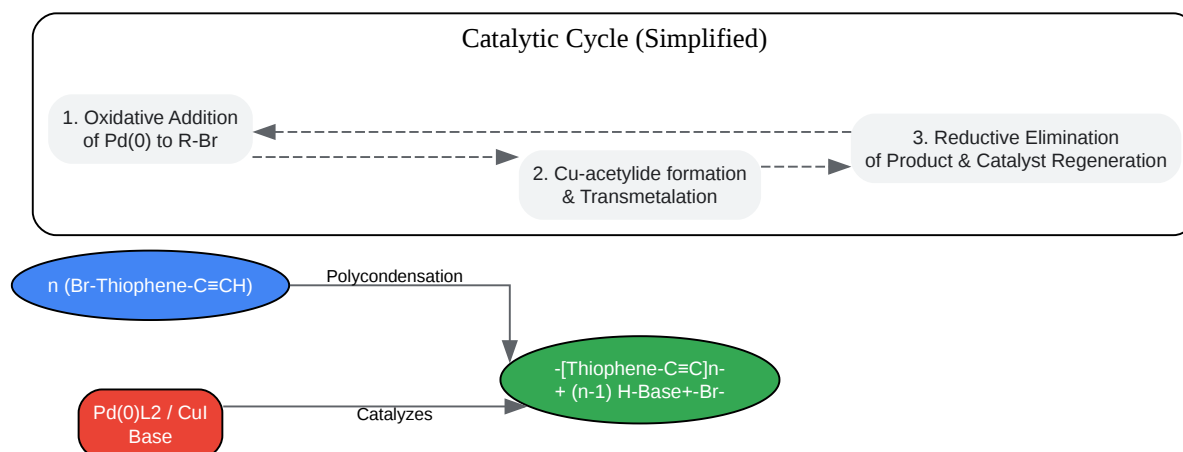 Catalytic Cycle (Simplified)
1. Oxidative Addition
of Pd(0) to R-Br
2. Cu-acetylide formation
& Transmetalation
3. Reductive Elimination
of Product & Catalyst Regeneration
n (Br-Thiophene-C≡CH)
Polycondensation
-[Thiophene-C≡C]n-
+ (n-1) H-Base+-Br-
Pd(0)L2 / CuI
Base
Catalyzes